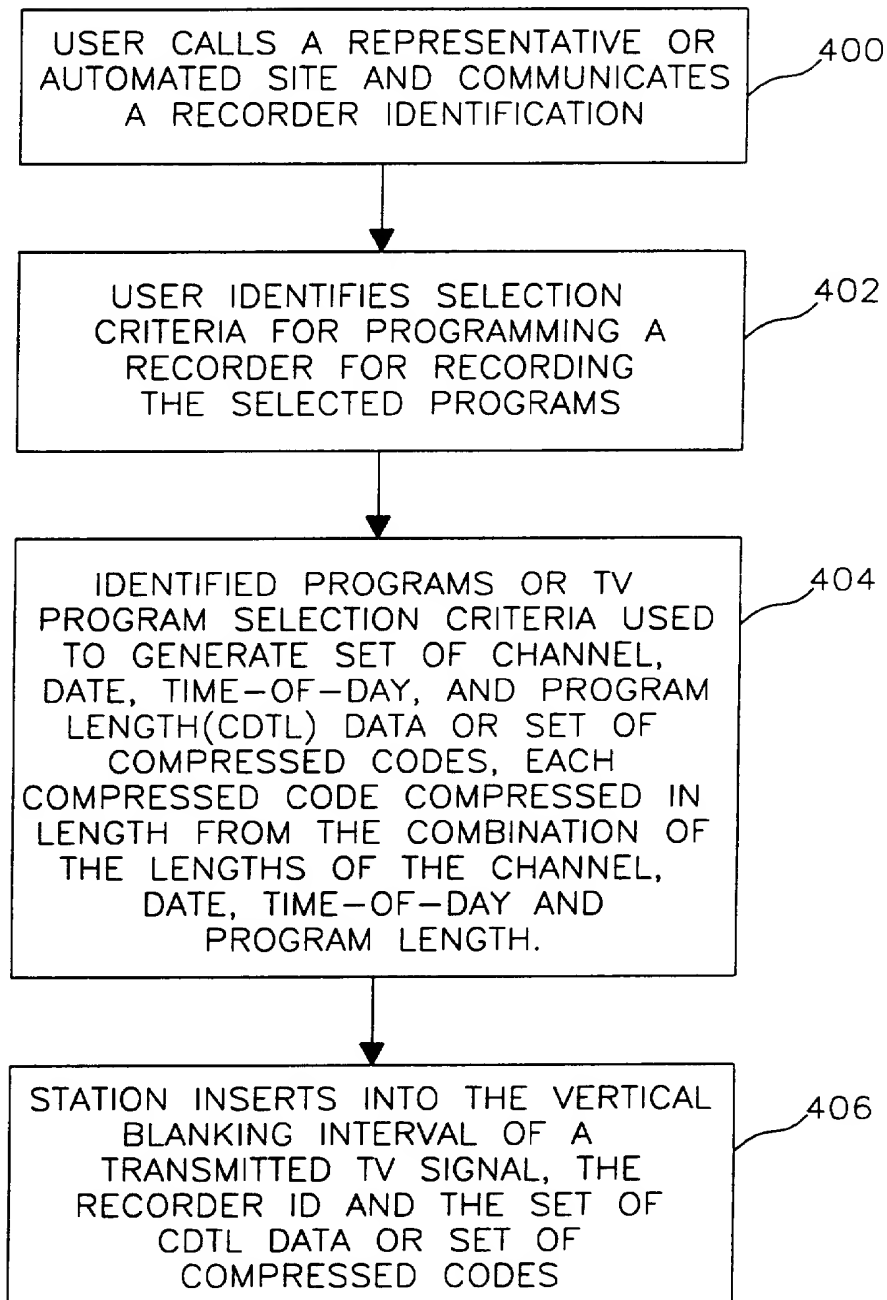 USER CALLS A REPRESENTATIVE OR
AUTOMATED SITE AND COMMUNICATES
A RECORDER IDENTIFICATION
400
USER IDENTIFIES SELECTION
CRITERIA FOR PROGRAMMING A
RECORDER FOR RECORDING
THE SELECTED PROGRAMS
402
IDENTIFIED PROGRAMS OR TV
PROGRAM SELECTION CRITERIA USED
TO GENERATE SET OF CHANNEL,
DATE, TIME-OF-DAY, AND PROGRAM
LENGTH(CDTL) DATA OR SET OF
COMPRESSED CODES, EACH
COMPRESSED CODE COMPRESSED IN
LENGTH FROM THE COMBINATION OF
THE LENGTHS OF THE CHANNEL,
DATE, TIME-OF-DAY AND
PROGRAM LENGTH.
404
STATION INSERTS INTO THE VERTICAL
BLANKING INTERVAL OF A
TRANSMITTED TV SIGNAL, THE
RECORDER ID AND THE SET OF
CDTL DATA OR SET OF
COMPRESSED CODES
406